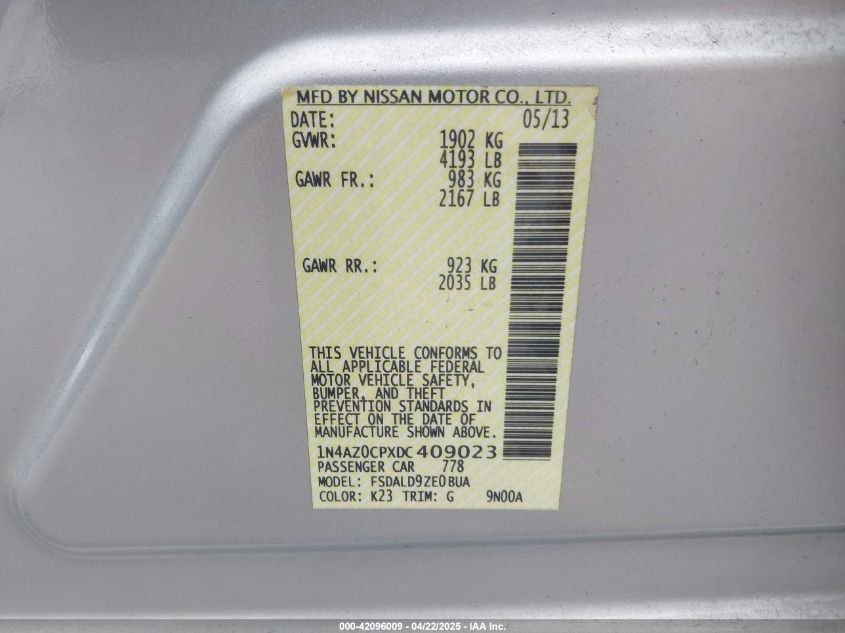 MFD BY NISSAN MOTOR CO., LTD.
DATE: 05/13
GVWR: 1902 KG
4193 LB
GAWR FR.: 983 KG
2167 LB
GAWR RR.: 923 KG
2035 LB
THIS VEHICLE CONFORMS TO
ALL APPLICABLE FEDERAL
MOTOR VEHICLE SAFETY,
BUMPER, AND THEFT
PREVENTION STANDARDS IN
EFFECT ON THE DATE OF
MANUFACTURE SHOWN ABOVE.
1N4AZ0CPXDC 409023
PASSENGER CAR 778
MODEL: FSDALD9ZE0BUA
COLOR: K23 TRIM: G 9N00A
000-42096009 - 04/22/2025 - IAA Inc.